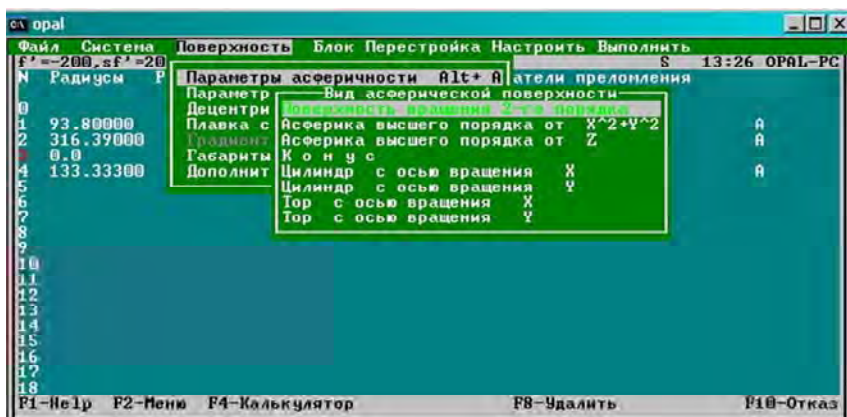 opal
Файл Система Поверхность Блок Перестройка Настроить Выполнить
f'=-200,sf'=20 S 13:26 OPAL-PC
N Радиусы Р Параметры асферичности Alt+ A атели преломления
Параметр Вид асферической поверхности
0 Децентри Поверхность вращения 2-го порядка
1 93.80000 Плавка с Асферика высшего порядка от X^2+Y^2 A
2 316.39000 Градиент Асферика высшего порядка от Z A
3 0.0 Габариты К о н у с
4 133.33300 Дополнит Цилиндр с осью вращения X A
5 Цилиндр с осью вращения Y
6 Тор с осью вращения X
7 Тор с осью вращения Y
8
9
10
11
12
13
14
15
16
17
18
F1-Help F2-Меню F4-Калькулятор F8-Удалить F10-Отказ